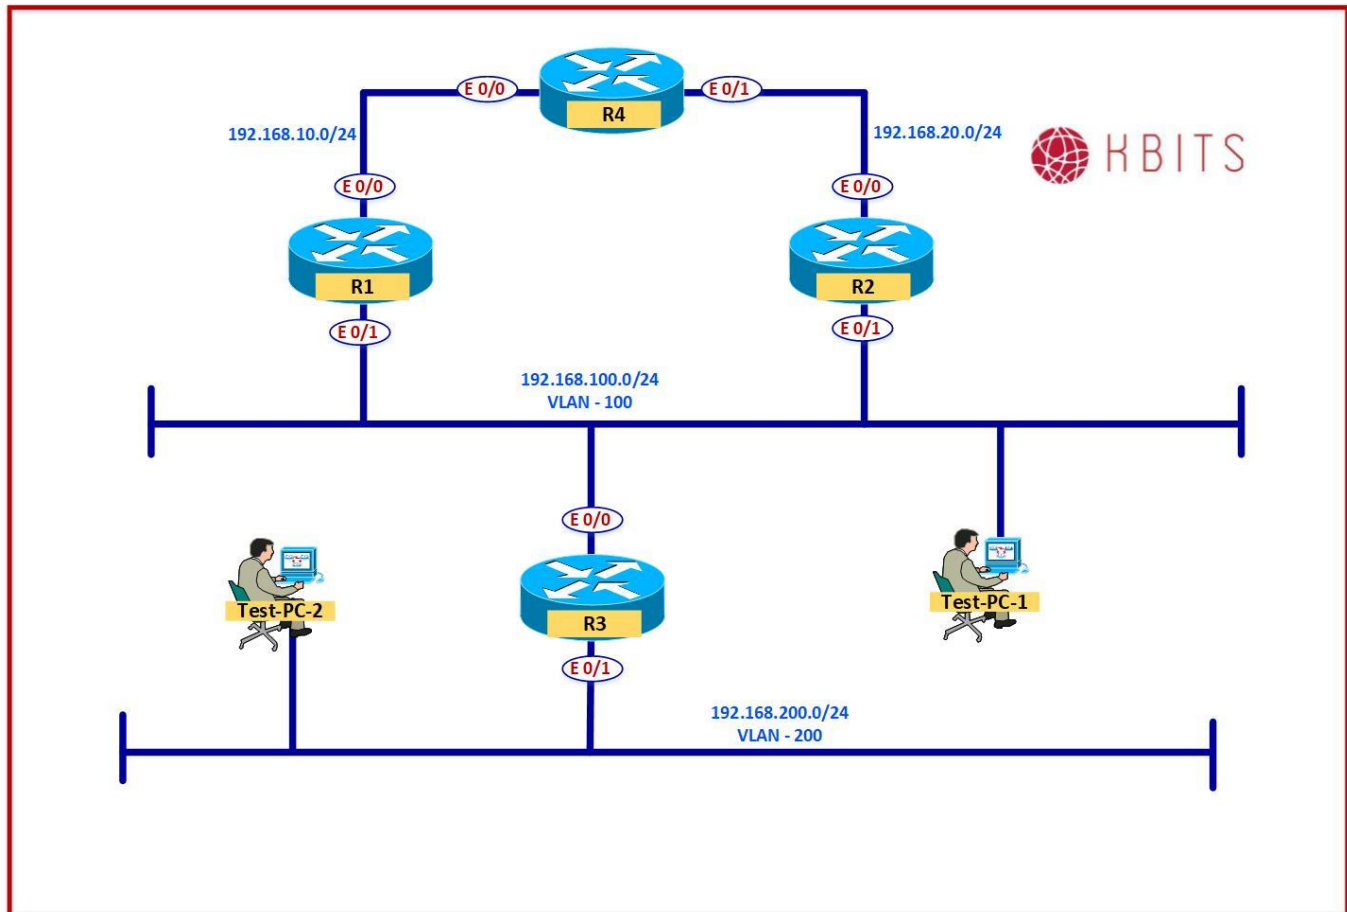 E 0/0
E 0/1
R4
192.168.10.0/24
192.168.20.0/24
KBITS
E 0/0
E 0/0
R1
R2
E 0/1
E 0/1
192.168.100.0/24
VLAN - 100
E 0/0
Test-PC-2
Test-PC-1
R3
E 0/1
192.168.200.0/24
VLAN - 200